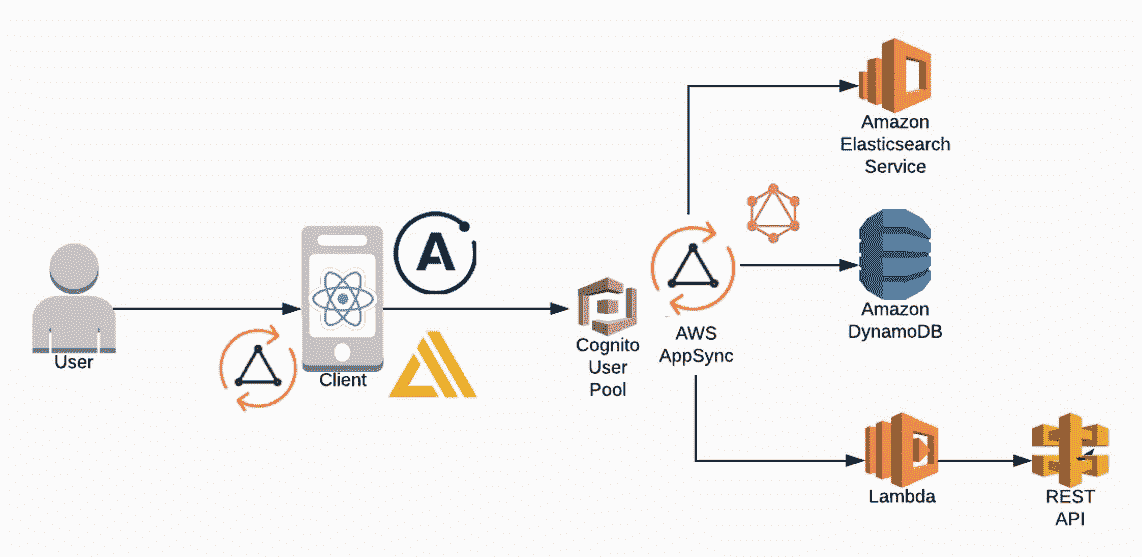 User
Client
A
Cognito
User
Pool
AWS
AppSync
Amazon
Elasticsearch
Service
Amazon
DynamoDB
Lambda
REST
API